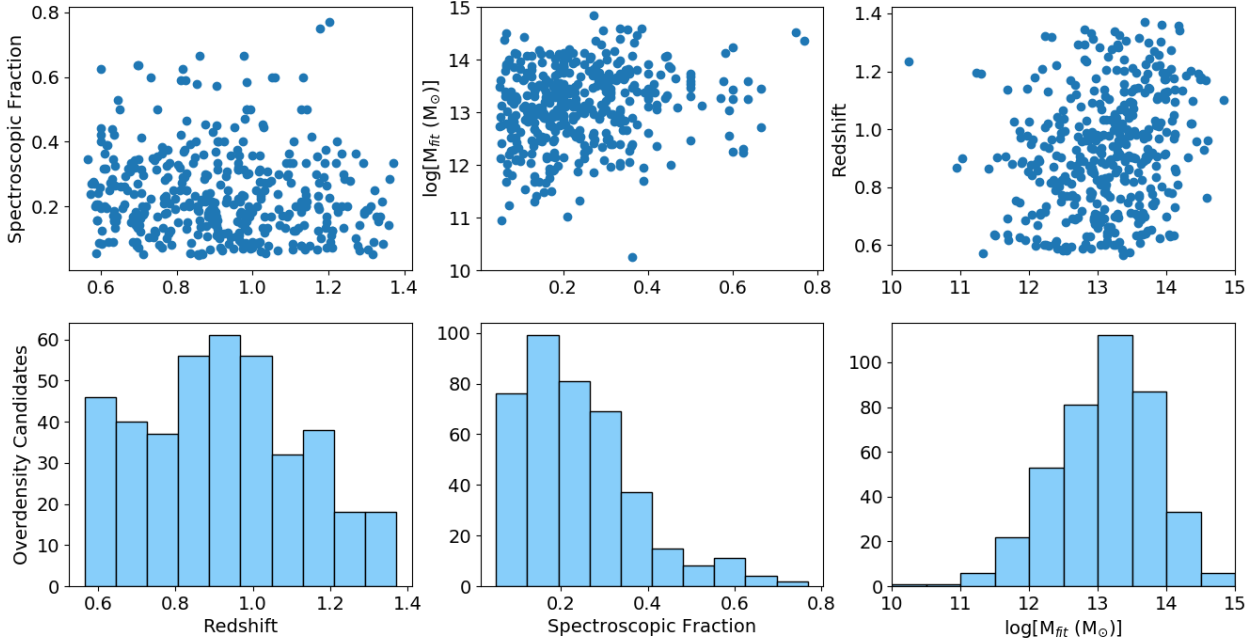 0.8
0.6
0.4
0.2
Spectroscopic Fraction
0.6 0.8 1.0 1.2 1.4
15
14
13
12
11
10
log[M_fit (M_⊙)]
0.2 0.4 0.6 0.8
1.4
1.2
1.0
0.8
0.6
Redshift
10 11 12 13 14 15
60
50
40
30
20
10
0
Overdensity Candidates
0.6 0.8 1.0 1.2 1.4
Redshift
100
80
60
40
20
0
0.2 0.4 0.6 0.8
Spectroscopic Fraction
100
80
60
40
20
0
10 11 12 13 14 15
log[M_fit (M_⊙)]